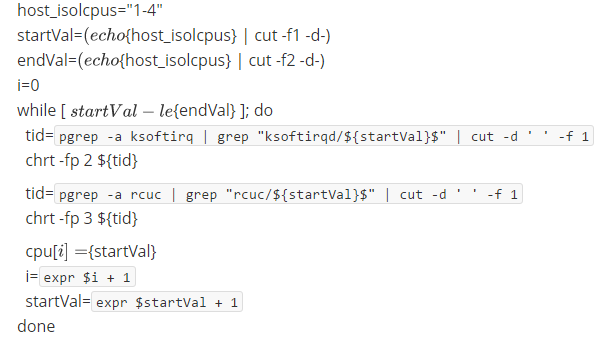 host_isolcpus="1-4"
startVal=(echo{host_isolcpus} | cut -f1 -d-)
endVal=(echo{host_isolcpus} | cut -f2 -d-)
i=0
while [ startVal − le{endVal} ]; do
tid= pgrep -a ksoftirq | grep "ksoftirqd/${startVal}$" | cut -d ' ' -f 1
chrt -fp 2 ${tid}
tid= pgrep -a rcuc | grep "rcuc/${startVal}$" | cut -d ' ' -f 1
chrt -fp 3 ${tid}
cpu[i] ={startVal}
i= expr $i + 1
startVal= expr $startVal + 1
done